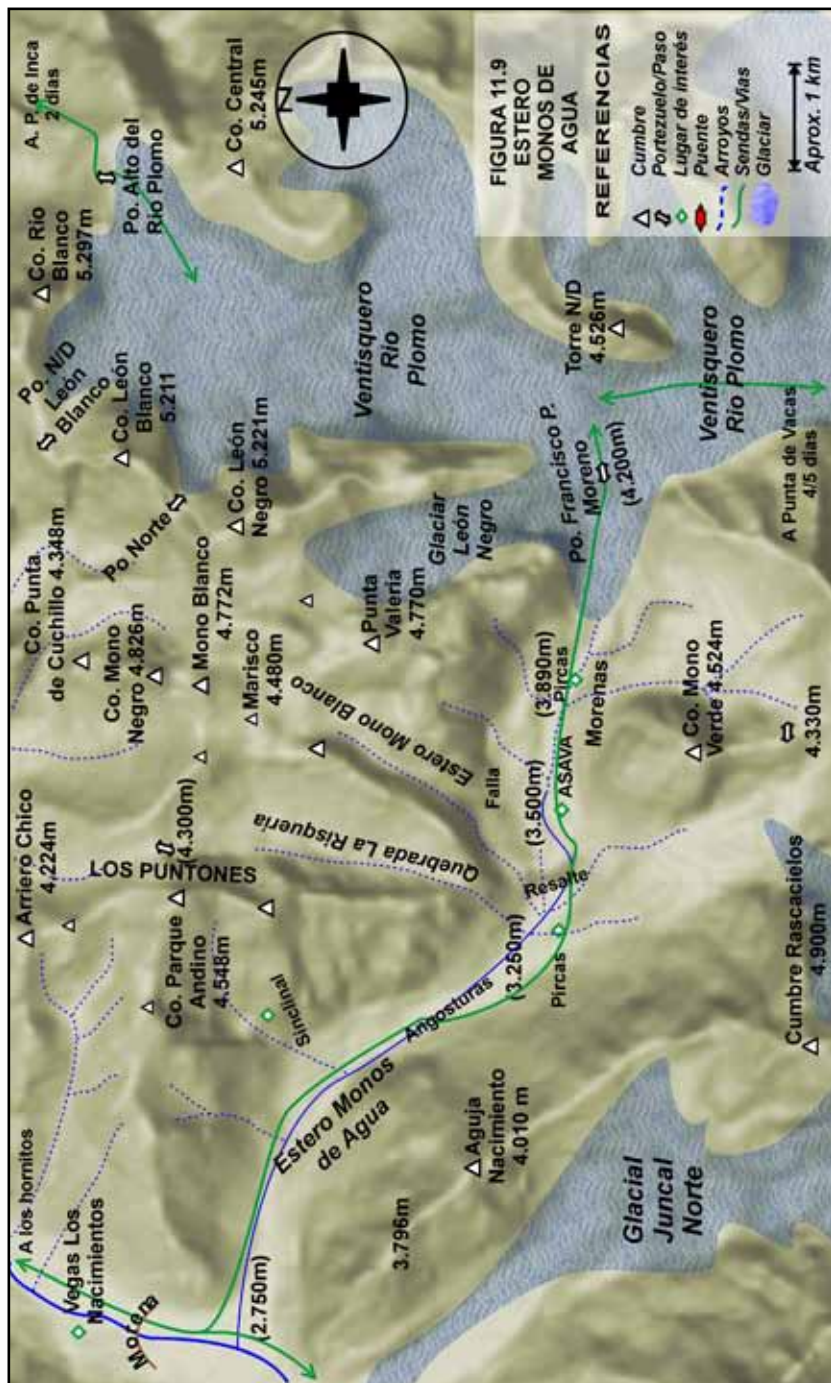 A los hornitos
Vegas Los
Nacimientos
Morena
(2.750m)
Arriero Chico
4.224m
LOS PUNTONES
(4.300m)
Co. Parque
Andino
4.548m
Sinclinal
Estero Monos
de Agua
Angosturas
Aguja
Nacimiento
4.010 m
3.796m
Glacial
Juncal
Norte
Cumbre Rascacielos
4.900m
Co. Punta
de Cuchillo 4.348m
Co. Mono
Negro 4.826m
Mono Blanco
4.772m
Marisco
4.480m
Estero Mono Blanco
Quebrada La Risquería
Falla
Resalte
(3.250m)
Pircas
(3.500m)
ASAVA
(3.890m)
Pircas
Morenas
Co. Mono
Verde 4.524m
4.330m
Punta
Valeria
4.770m
Po. N/D
León
Blanco
Co. León
Blanco
5.211
Po Norte
Co. León
Negro 5.221m
Glaciar
León
Negro
Po. Francisco P.
Moreno
(4.200m)
A Punta de Vacas
4/5 días
Co. Rio
Blanco
5.297m
A. P. de Inca
2 días
Po. Alto del
Rio Plomo
Co. Central
5.245m
Ventisquero
Rio
Plomo
Torre N/D
4.526m
Ventisquero
Rio Plomo
N
FIGURA 11.9
ESTERO
MONOS DE
AGUA
REFERENCIAS
Cumbre
Portezuelo/Paso
Lugar de interés
Puente
Arroyos
Sendas/Vias
Glaciar
Aprox. 1 km